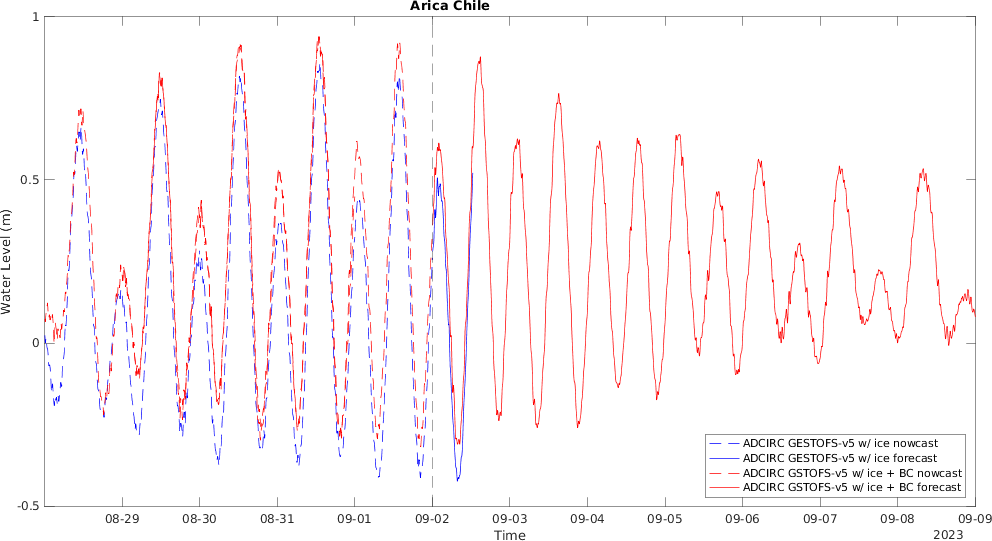 Arica Chile
Water Level (m)
1
0.5
0
-0.5
ADCIRC GESTOFS-v5 w/ ice nowcast
ADCIRC GESTOFS-v5 w/ ice forecast
ADCIRC GSTOFS-v5 w/ ice + BC nowcast
ADCIRC GSTOFS-v5 w/ ice + BC forecast
08-29 08-30 08-31 09-01 09-02 09-03 09-04 09-05 09-06 09-07 09-08 09-09
Time
2023